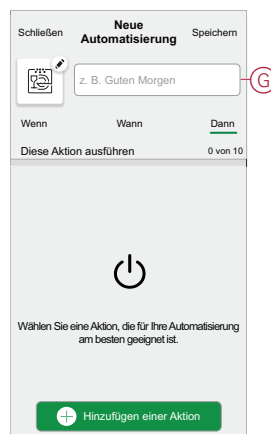 Schließen Neue Automatisierung Speichern
z. B. Guten Morgen G
Wenn Wann Dann
Diese Aktion ausführen 0 von 10
Wählen Sie eine Aktion, die für Ihre Automatisierung
am besten geeignet ist.
Hinzufügen einer Aktion